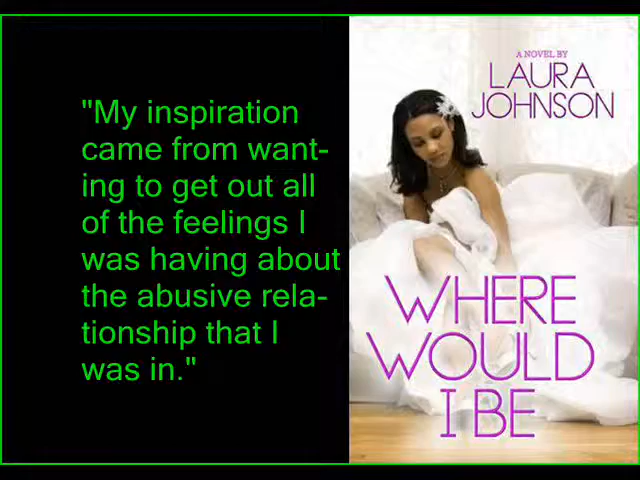 "My inspiration
came from want-
ing to get out all
of the feelings I
was having about
the abusive rela-
tionship that I
was in."
A NOVEL BY
LAURA
JOHNSON
WHERE
WOULD
I BE